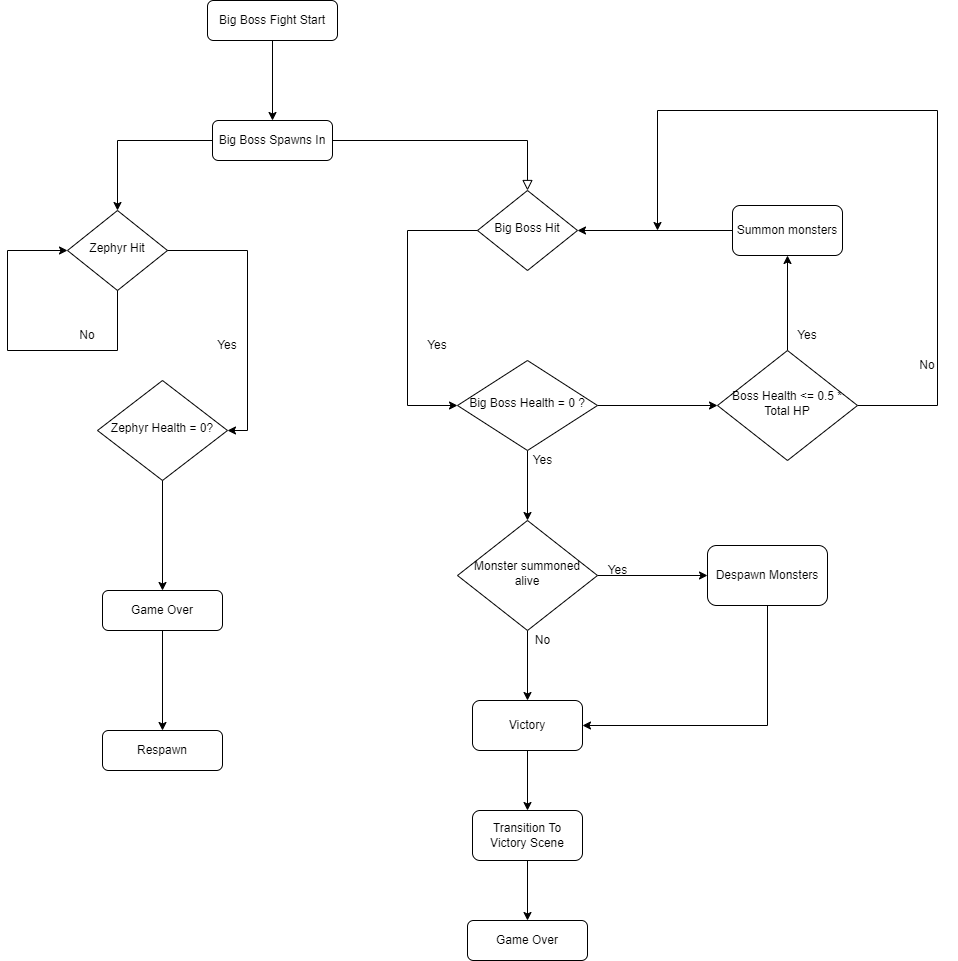 Big Boss Fight Start
Big Boss Spawns In
Zephyr Hit
No
Yes
Zephyr Health = 0?
Game Over
Respawn
Big Boss Hit
Summon monsters
Yes
Yes
No
Big Boss Health = 0 ?
Boss Health <= 0.5 *
Total HP
Yes
Monster summoned
alive
Yes
Despawn Monsters
No
Victory
Transition To
Victory Scene
Game Over